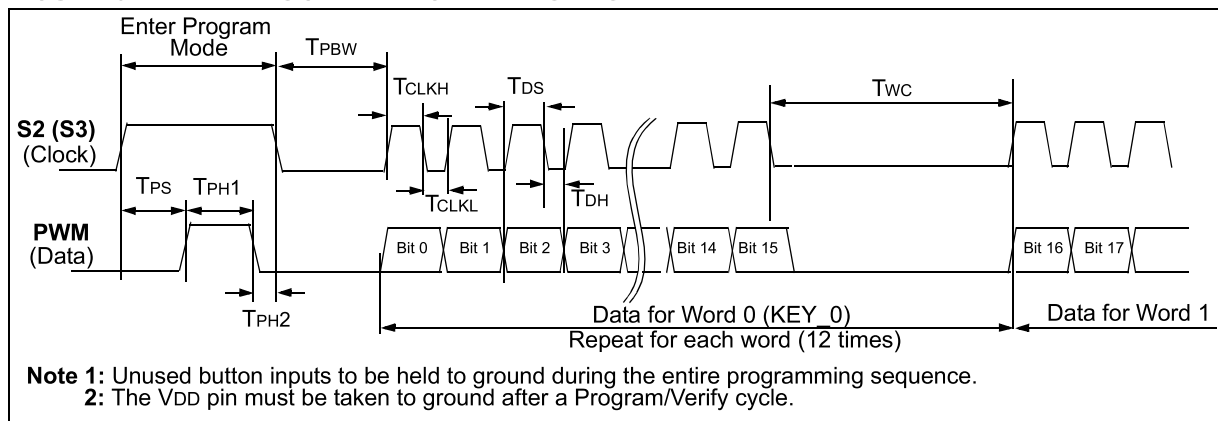 Enter Program
Mode
TPBW
TCLKH
TDS
TWC
S2 (S3)
(Clock)
TPS
TPH1
TCLKL
TDH
PWM
(Data)
Bit 0
Bit 1
Bit 2
Bit 3
Bit 14
Bit 15
Bit 16
Bit 17
TPH2
Data for Word 0 (KEY_0)
Data for Word 1
Repeat for each word (12 times)
Note 1: Unused button inputs to be held to ground during the entire programming sequence.
2: The VDD pin must be taken to ground after a Program/Verify cycle.